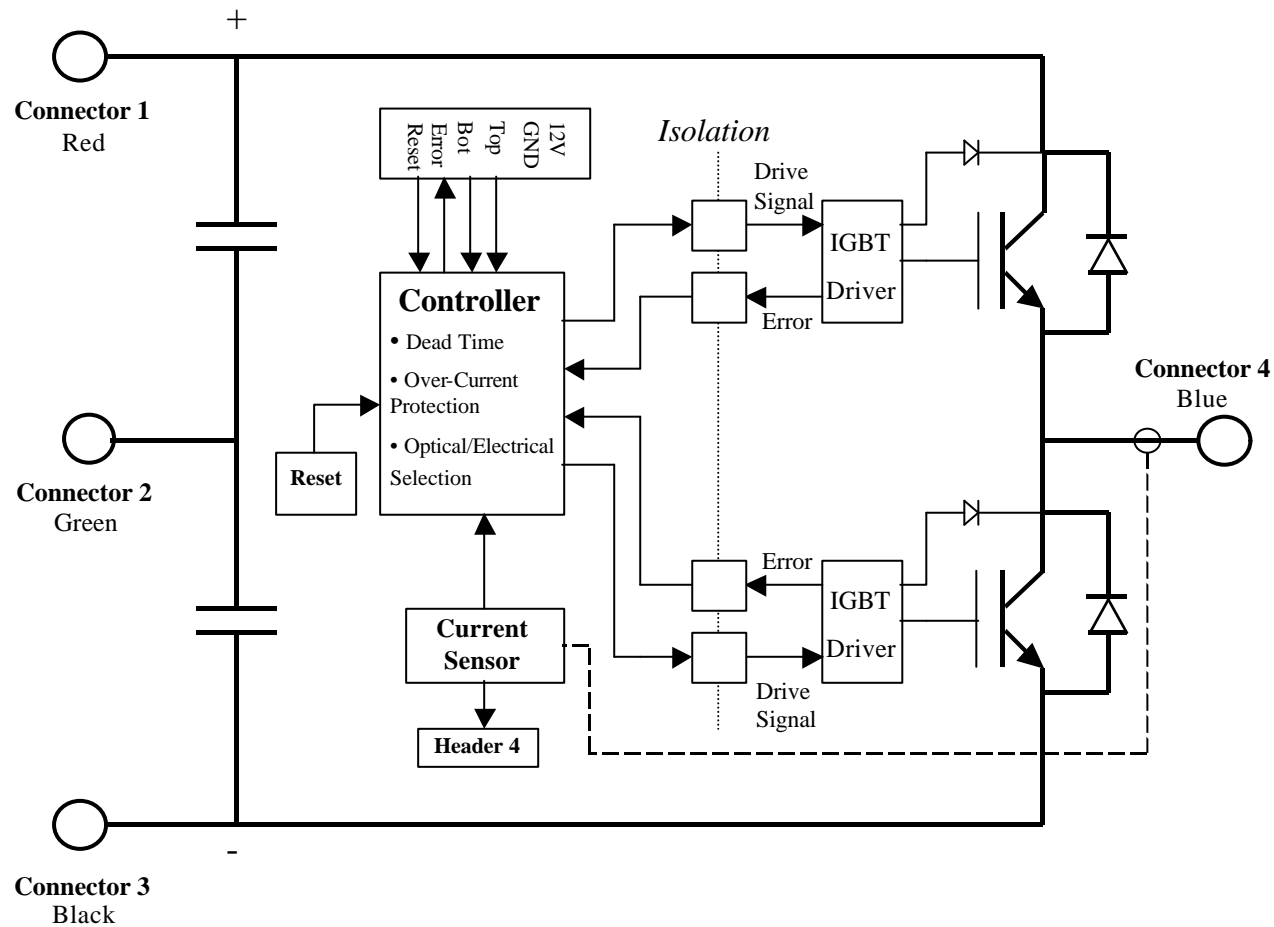 +
Connector 1
Red
Reset
Error
Bot
Top
GND
12V
Isolation
Drive
Signal
IGBT
Driver
Error
Controller
• Dead Time
• Over-Current
Protection
• Optical/Electrical
Selection
Connector 4
Blue
Connector 2
Green
Reset
Error
IGBT
Driver
Drive
Signal
Current
Sensor
Header 4
-
Connector 3
Black